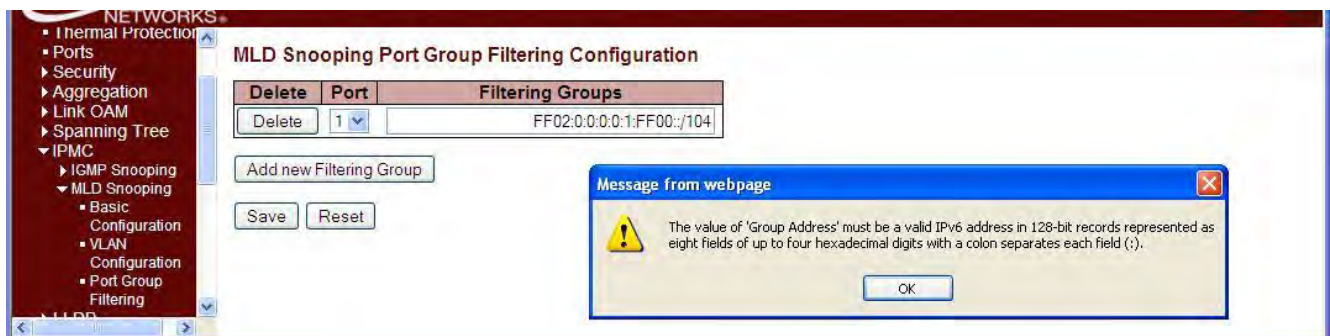 NETWORKS®
Thermal Protection
Ports
Security
Aggregation
Link OAM
Spanning Tree
IPMC
IGMP Snooping
MLD Snooping
Basic
Configuration
VLAN
Configuration
Port Group
Filtering
LLDP
MLD Snooping Port Group Filtering Configuration
Delete Port Filtering Groups
Delete 1 FF02:0:0:0:0:1:FF00::/104
Add new Filtering Group
Save Reset
Message from webpage
The value of 'Group Address' must be a valid IPv6 address in 128-bit records represented as
eight fields of up to four hexadecimal digits with a colon separates each field (:).
OK